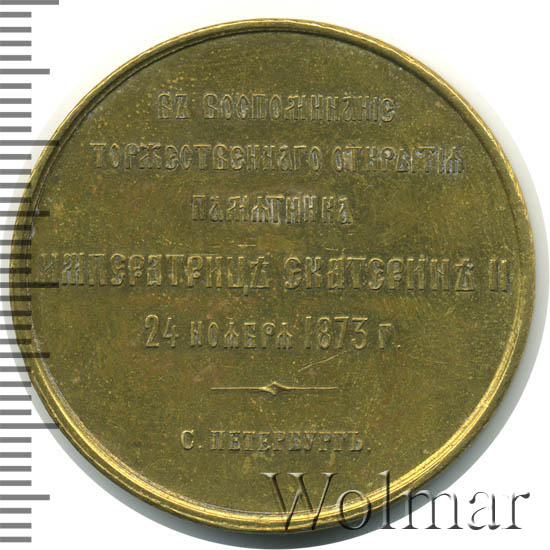 ВЪ ВОСПОМИНАНІЕ
ТОРЖЕСТВЕННАГО ОТКРЫТІЯ
ПАМЯТНИКА
ИМПЕРАТРИЦѢ ЕКАТЕРИНѢ II
24 НОЯБРЯ 1873 Г.
С. ПЕТЕРБУРГЪ.
Wolmar